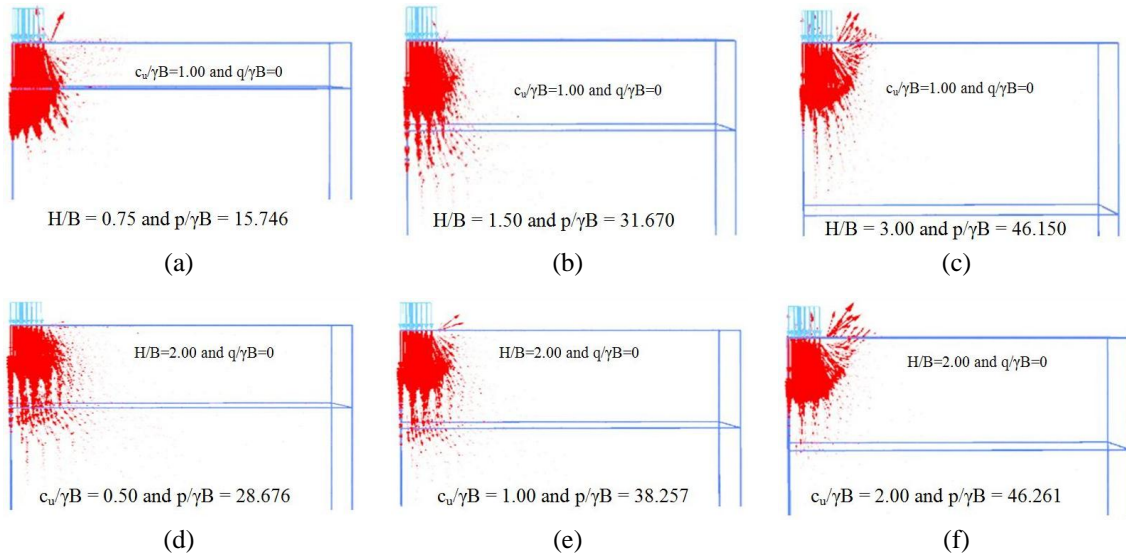 cᵤ/γB=1.00 and q/γB=0
H/B = 0.75 and p/γB = 15.746
(a)
cᵤ/γB=1.00 and q/γB=0
H/B = 1.50 and p/γB = 31.670
(b)
cᵤ/γB=1.00 and q/γB=0
H/B = 3.00 and p/γB = 46.150
(c)
H/B=2.00 and q/γB=0
cᵤ/γB = 0.50 and p/γB = 28.676
(d)
H/B=2.00 and q/γB=0
cᵤ/γB = 1.00 and p/γB = 38.257
(e)
H/B=2.00 and q/γB=0
cᵤ/γB = 2.00 and p/γB = 46.261
(f)